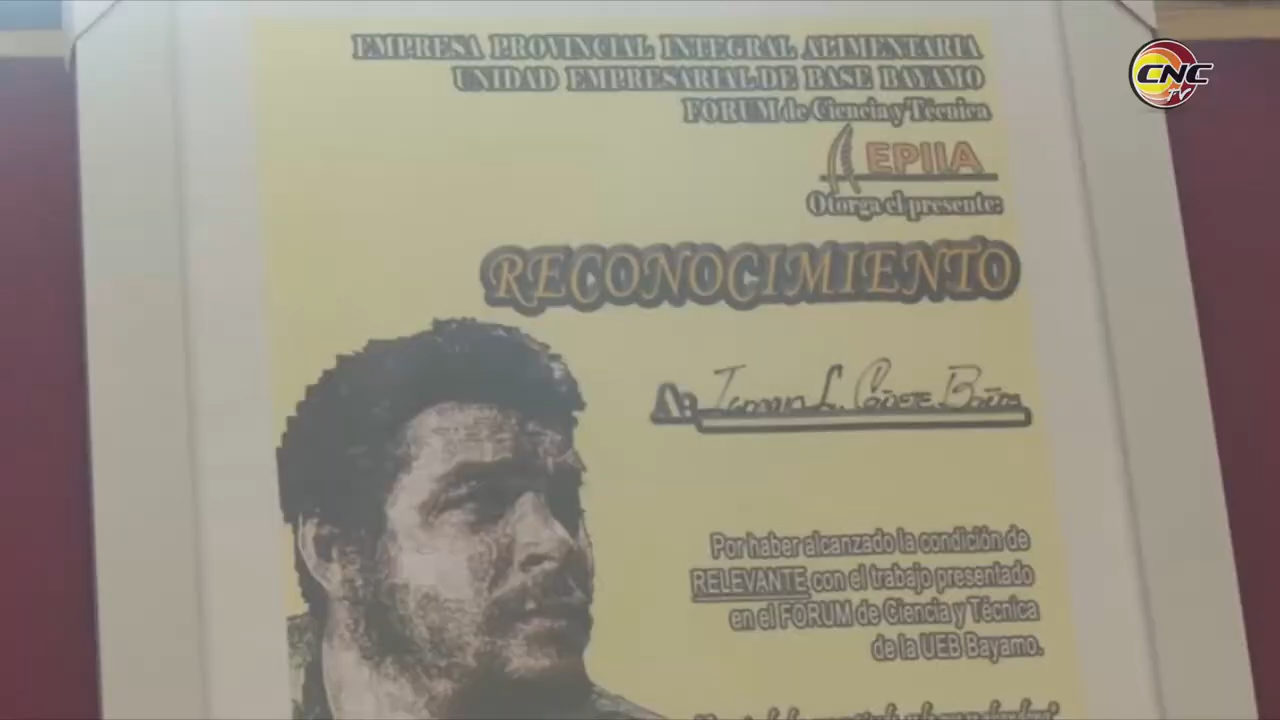 EMPRESA PROVINCIAL INTEGRAL ALIMENTARIA
UNIDAD EMPRESARIAL DE BASE BAYAMO
FORUM de Ciencia y Técnica
EPIIA
Otorga el presente:
RECONOCIMIENTO
A: L.
Por haber alcanzado la condición de
RELEVANTE con el trabajo presentado
en el FORUM de Ciencia y Técnica
de la UEB Bayamo.
CNC
TV